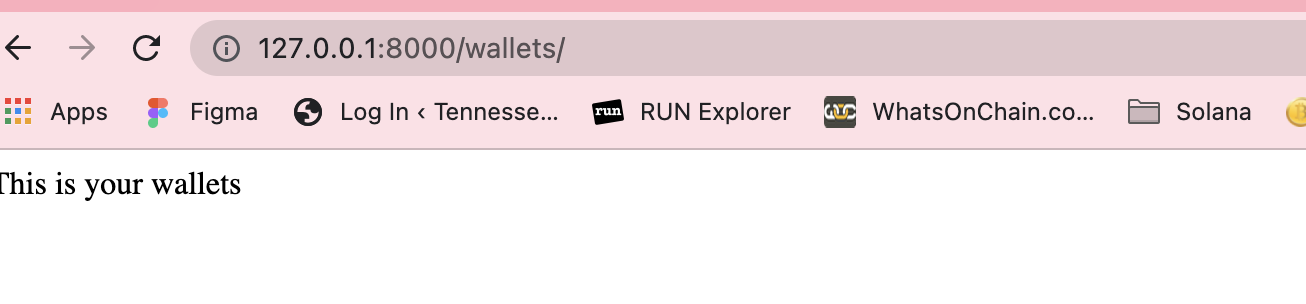 127.0.0.1:8000/wallets/
Apps Figma Log In ‹ Tennesse... run RUN Explorer WhatsOnChain.co... Solana
This is your wallets